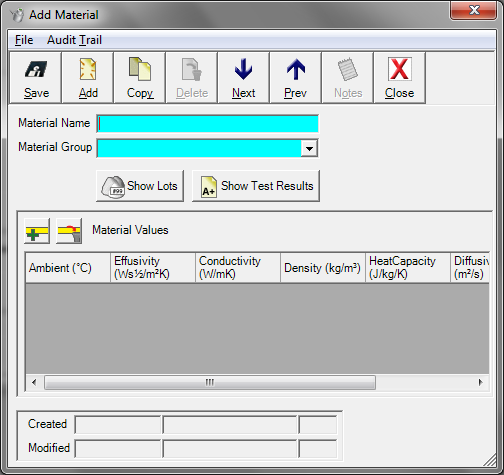 Add Material
File Audit Trail
Save Add Copy Delete Next Prev Notes Close
Material Name
Material Group
#99 Show Lots A+ Show Test Results
Material Values
Ambient (°C) Effusivity (Ws½/m²K) Conductivity (W/mK) Density (kg/m³) HeatCapacity (J/kg/K) Diffusiv (m²/s)
Created
Modified